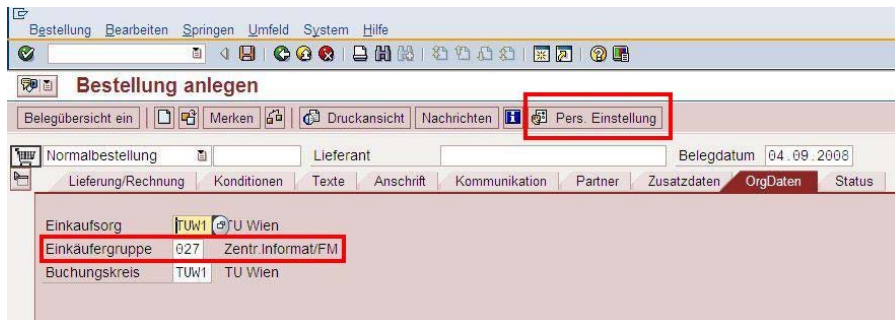 Bestellung Bearbeiten Springen Umfeld System Hilfe
Bestellung anlegen
Belegübersicht ein Merken Druckansicht Nachrichten Pers. Einstellung
Normalbestellung Lieferant Belegdatum 04.09.2008
Lieferung/Rechnung Konditionen Texte Anschrift Kommunikation Partner Zusatzdaten OrgDaten Status
Einkaufsorg TUW1 TU Wien
Einkäufergruppe 027 Zentr.Informat/FM
Buchungskreis TUW1 TU Wien